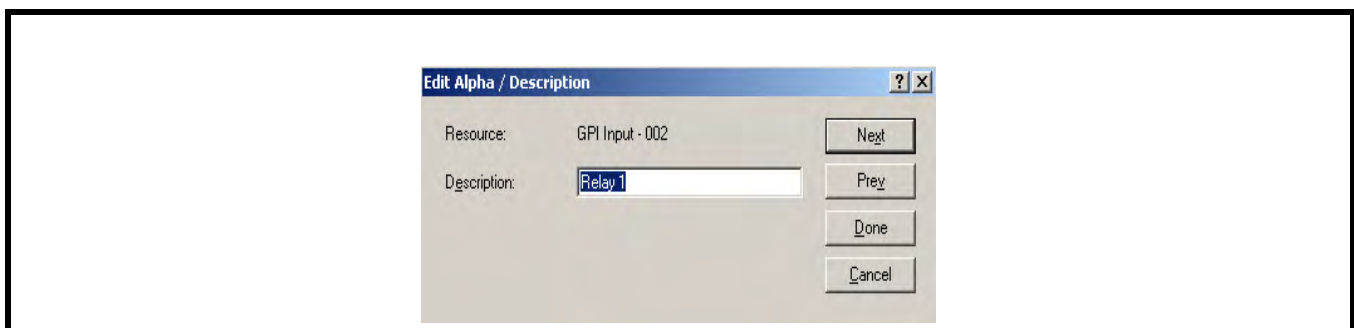 Edit Alpha / Description ? X
Resource: GPI Input - 002 Next
Description: Relay 1 Prev
Done
Cancel